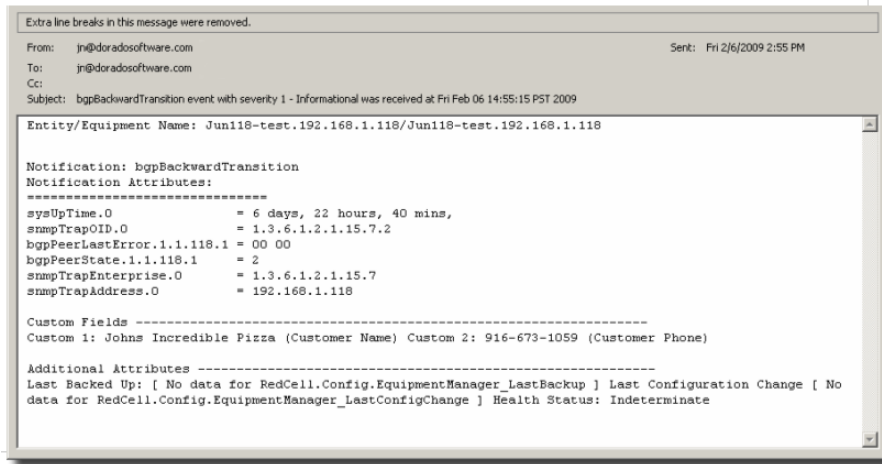 Extra line breaks in this message were removed.
From: jn@doradosoftware.com Sent: Fri 2/6/2009 2:55 PM
To: jn@doradosoftware.com
Cc:
Subject: bgpBackwardTransition event with severity 1 - Informational was received at Fri Feb 06 14:55:15 PST 2009
Entity/Equipment Name: Jun118-test.192.168.1.118/Jun118-test.192.168.1.118
Notification: bgpBackwardTransition
Notification Attributes:
===============================
sysUpTime.0 = 6 days, 22 hours, 40 mins,
snmpTrapOID.0 = 1.3.6.1.2.1.15.7.2
bgpPeerLastError.1.1.118.1 = 00 00
bgpPeerState.1.1.118.1 = 2
snmpTrapEnterprise.0 = 1.3.6.1.2.1.15.7
snmpTrapAddress.0 = 192.168.1.118
Custom Fields ------------------------------------------------------------------
Custom 1: Johns Incredible Pizza (Customer Name) Custom 2: 916-673-1059 (Customer Phone)
Additional Attributes -----------------------------------------------------------
Last Backed Up: [ No data for RedCell.Config.EquipmentManager_LastBackup ] Last Configuration Change [ No
data for RedCell.Config.EquipmentManager_LastConfigChange ] Health Status: Indeterminate